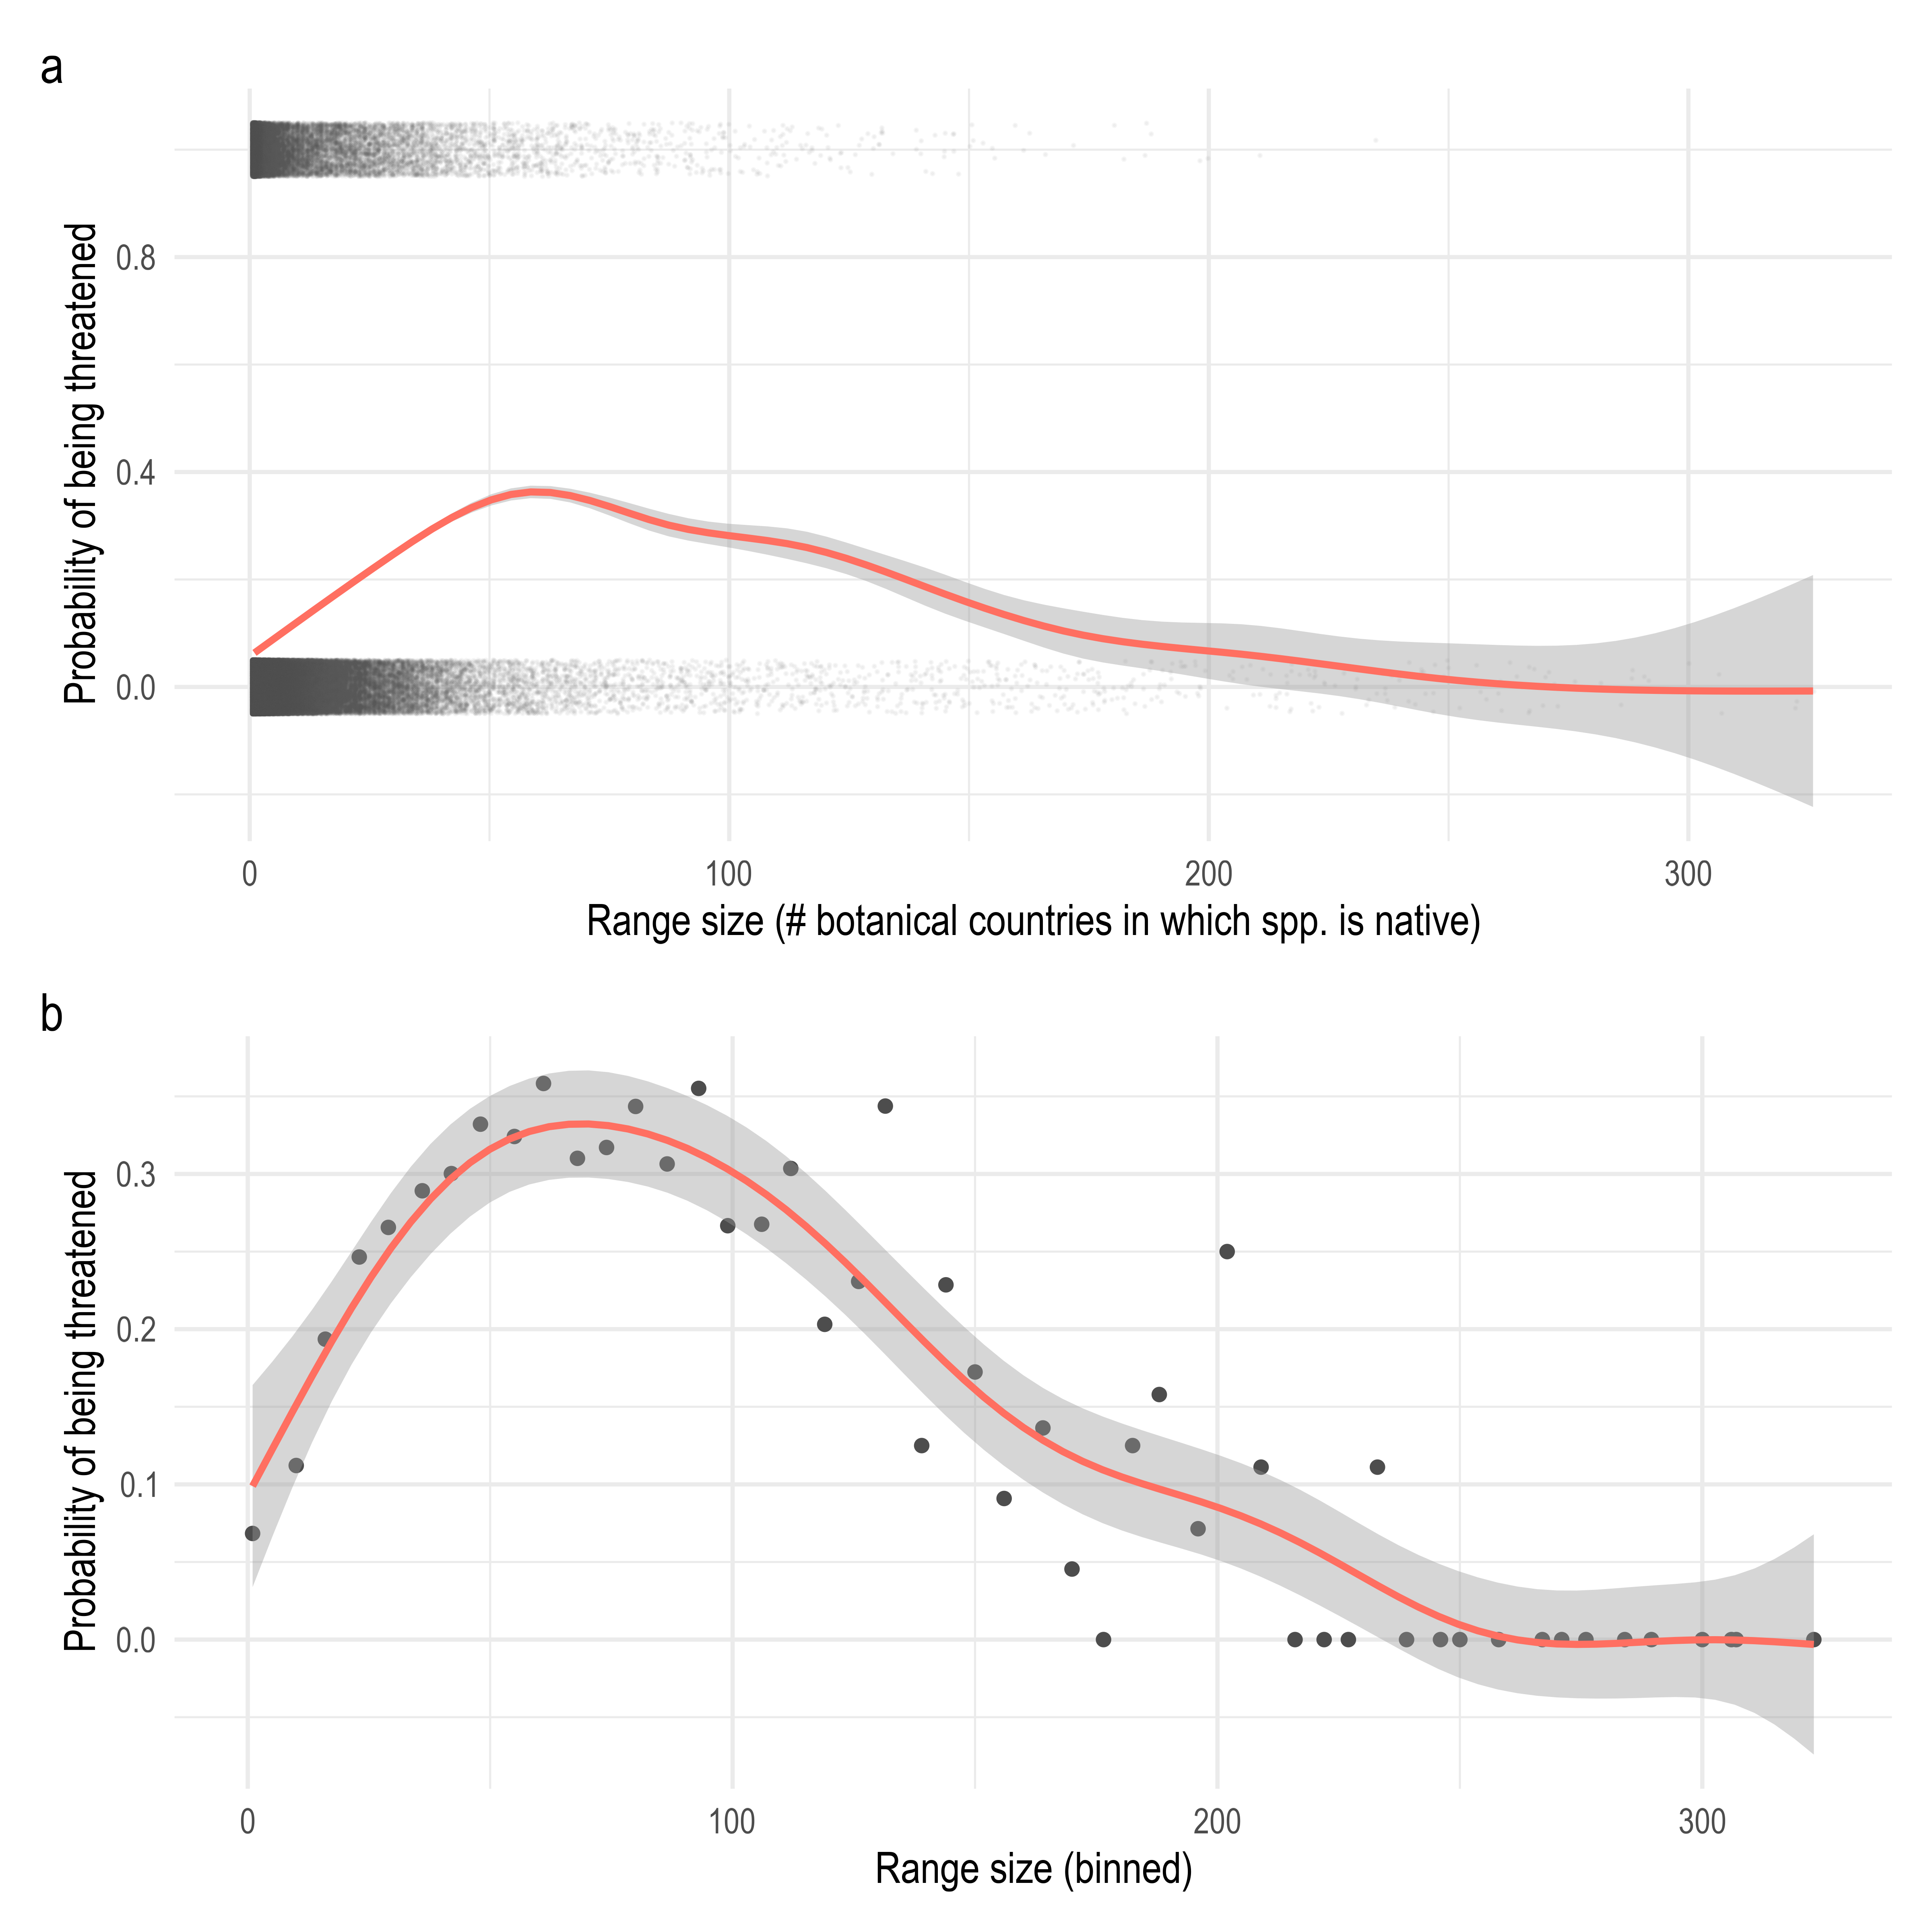 a
Probability of being threatened
0.8
0.4
0.0
0 100 200 300
Range size (# botanical countries in which spp. is native)
b
Probability of being threatened
0.3
0.2
0.1
0.0
0 100 200 300
Range size (binned)